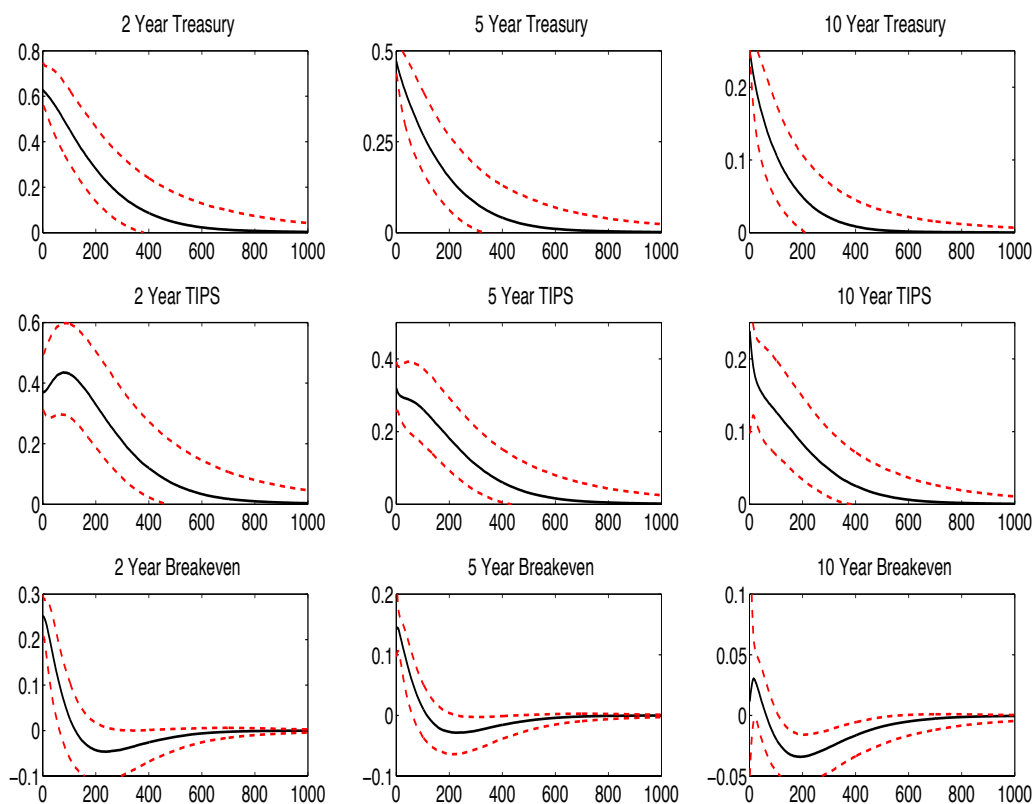 2 Year Treasury
0.8
0.6
0.4
0.2
0
0 200 400 600 800 1000
5 Year Treasury
0.5
0.25
0
0 200 400 600 800 1000
10 Year Treasury
0.2
0.1
0
0 200 400 600 800 1000
2 Year TIPS
0.6
0.4
0.2
0
0 200 400 600 800 1000
5 Year TIPS
0.4
0.2
0
0 200 400 600 800 1000
10 Year TIPS
0.2
0.1
0
0 200 400 600 800 1000
2 Year Breakeven
0.3
0.2
0.1
0
−0.1
0 200 400 600 800 1000
5 Year Breakeven
0.2
0.1
0
−0.1
0 200 400 600 800 1000
10 Year Breakeven
0.1
0.05
0
−0.05
0 200 400 600 800 1000